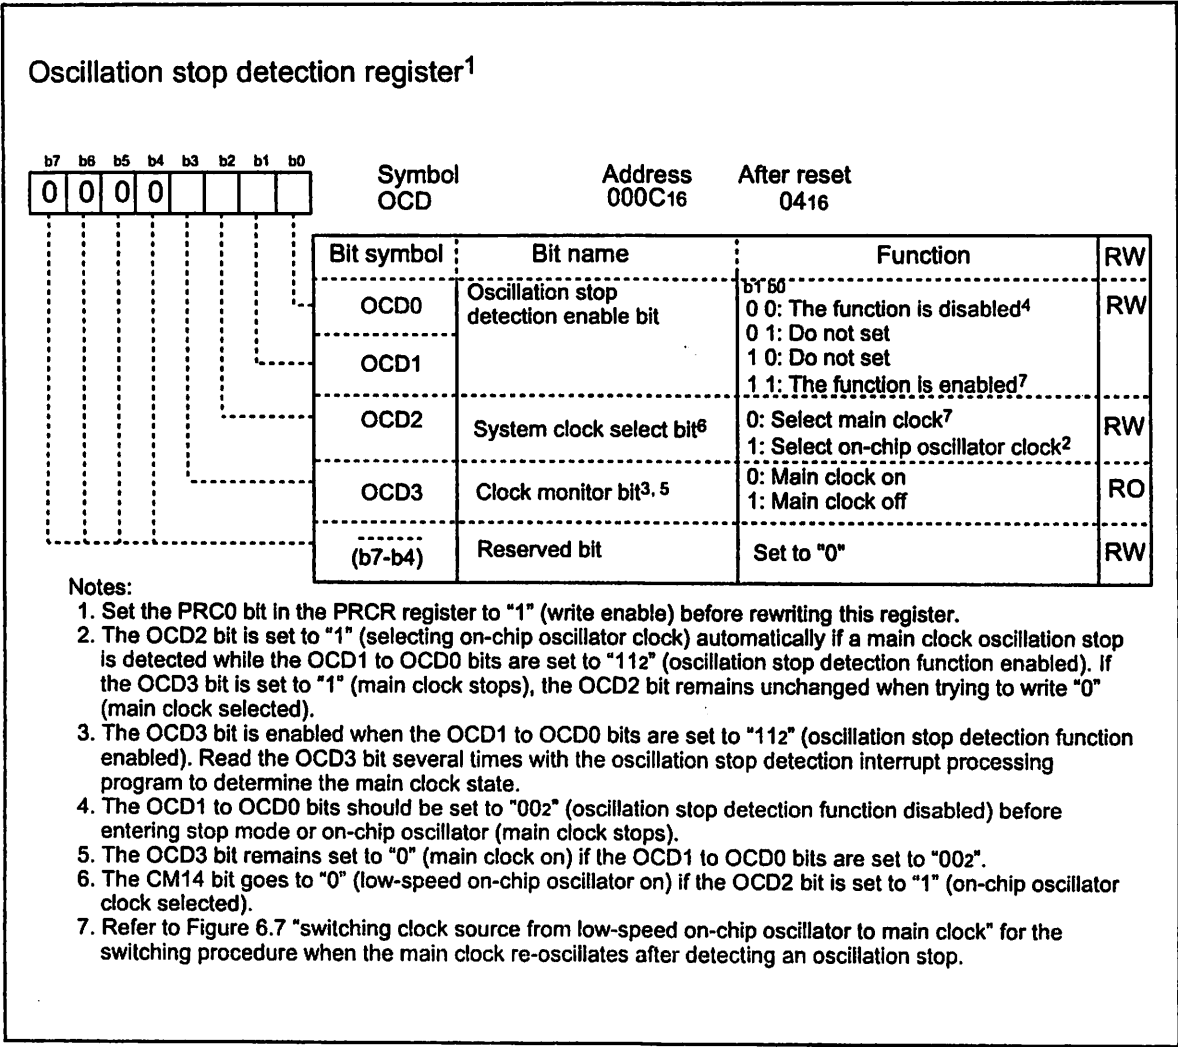 Oscillation stop detection register1
b7 b6 b5 b4 b3 b2 b1 b0
0 0 0 0
Symbol Address After reset
OCD 000C16 0416
Bit symbol Bit name Function RW
OCD0 Oscillation stop detection enable bit b1 b0 RW
0 0: The function is disabled4
0 1: Do not set
OCD1 1 0: Do not set
1 1: The function is enabled7
OCD2 System clock select bit6 0: Select main clock7 RW
1: Select on-chip oscillator clock2
OCD3 Clock monitor bit3, 5 0: Main clock on RO
1: Main clock off
(b7-b4) Reserved bit Set to "0" RW
Notes:
1. Set the PRC0 bit in the PRCR register to "1" (write enable) before rewriting this register.
2. The OCD2 bit is set to "1" (selecting on-chip oscillator clock) automatically if a main clock oscillation stop
is detected while the OCD1 to OCD0 bits are set to "112" (oscillation stop detection function enabled). If
the OCD3 bit is set to "1" (main clock stops), the OCD2 bit remains unchanged when trying to write "0"
(main clock selected).
3. The OCD3 bit is enabled when the OCD1 to OCD0 bits are set to "112" (oscillation stop detection function
enabled). Read the OCD3 bit several times with the oscillation stop detection interrupt processing
program to determine the main clock state.
4. The OCD1 to OCD0 bits should be set to "002" (oscillation stop detection function disabled) before
entering stop mode or on-chip oscillator (main clock stops).
5. The OCD3 bit remains set to "0" (main clock on) if the OCD1 to OCD0 bits are set to "002".
6. The CM14 bit goes to "0" (low-speed on-chip oscillator on) if the OCD2 bit is set to "1" (on-chip oscillator
clock selected).
7. Refer to Figure 6.7 "switching clock source from low-speed on-chip oscillator to main clock" for the
switching procedure when the main clock re-oscillates after detecting an oscillation stop.